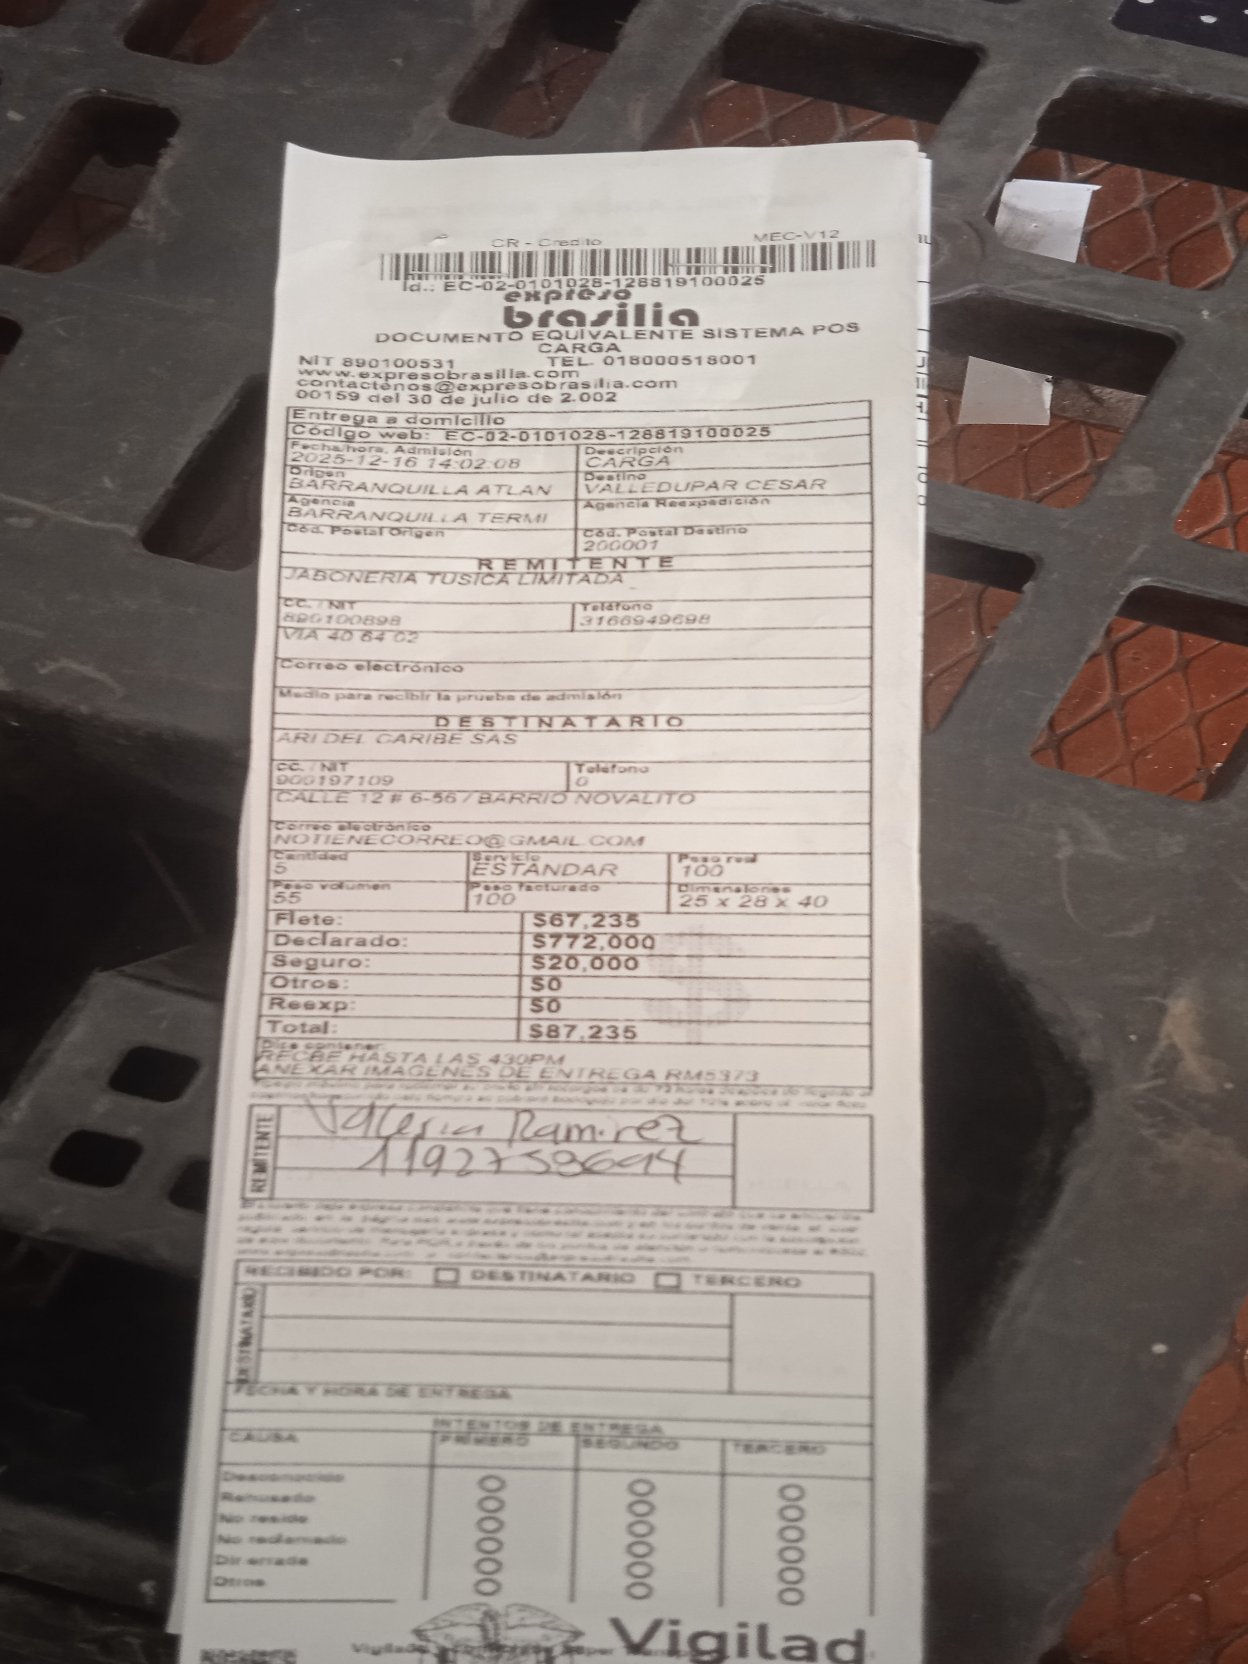 CR - Credito MEC-V12
Id.: EC-02-0101028-128819100025
expreso
brasilia
DOCUMENTO EQUIVALENTE SISTEMA POS
CARGA
NIT 890100531 TEL. 018000518001
www.expresobrasilia.com
contactenos@expresobrasilia.com
00159 del 30 de julio de 2.002
Entrega a domicilio
Código web: EC-02-0101028-128819100025
Fecha/hora. Admisión Descripción
2025-12-16 14:02:08 CARGA
Origen Destino
BARRANQUILLA ATLAN VALLEDUPAR CESAR
Agencia Agencia Reexpedición
BARRANQUILLA TERMI
Cód. Postal Origen Cód. Postal Destino
200001
REMITENTE
JABONERIA TUSICA LIMITADA
CC. / NIT Teléfono
890100898 3166949698
VIA 40 64 02
Correo electrónico
Medio para recibir la prueba de admisión
DESTINATARIO
ARI DEL CARIBE SAS
CC. / NIT Teléfono
900197109 0
CALLE 12 # 6-56 / BARRIO NOVALITO
Correo electrónico
NOTIENECORREO@GMAIL.COM
Cantidad Servicio Peso real
5 ESTANDAR 100
Peso volumen Peso facturado Dimensiones
55 100 25 x 28 x 40
Flete: $67,235
Declarado: $772,000
Seguro: $20,000
Otros: $0
Reexp: $0
Total: $87,235
Dice contener:
RECBE HASTA LAS 430PM
ANEXAR IMAGENES DE ENTREGA RM5373
REMITENTE
Valeria Ramirez
RECIBIDO POR: DESTINATARIO TERCERO
DESTINATARIO
FECHA Y HORA DE ENTREGA
INTENTOS DE ENTREGA
CAUSA PRIMERO SEGUNDO TERCERO
Desconocido
Rehusado
No reside
No reclamado
Dir errada
Otros
Vigilad